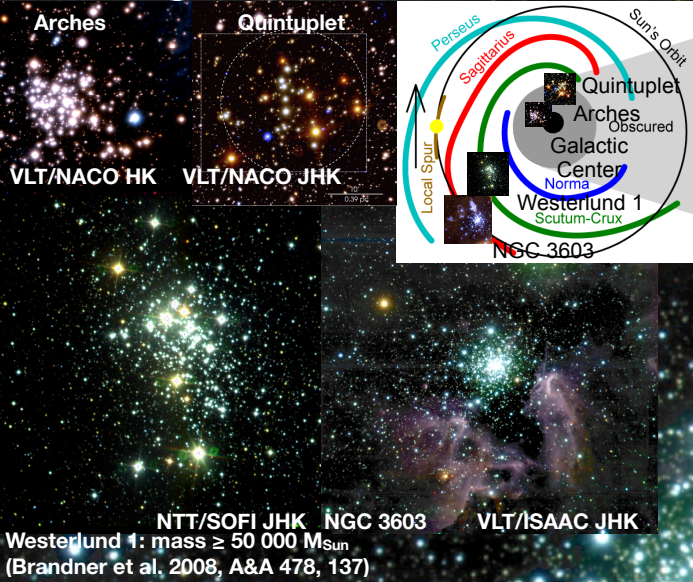 Arches
Quintuplet
VLT/NACO HK
VLT/NACO JHK
10"
0.39 pc
Perseus
Sagittarius
Sun's Orbit
Quintuplet
Arches
Obscured
Galactic
Center
Local Spur
Norma
Westerlund 1
Scutum-Crux
NGC 3603
NTT/SOFI JHK
NGC 3603
VLT/ISAAC JHK
Westerlund 1: mass ≥ 50 000 M_Sun
(Brandner et al. 2008, A&A 478, 137)